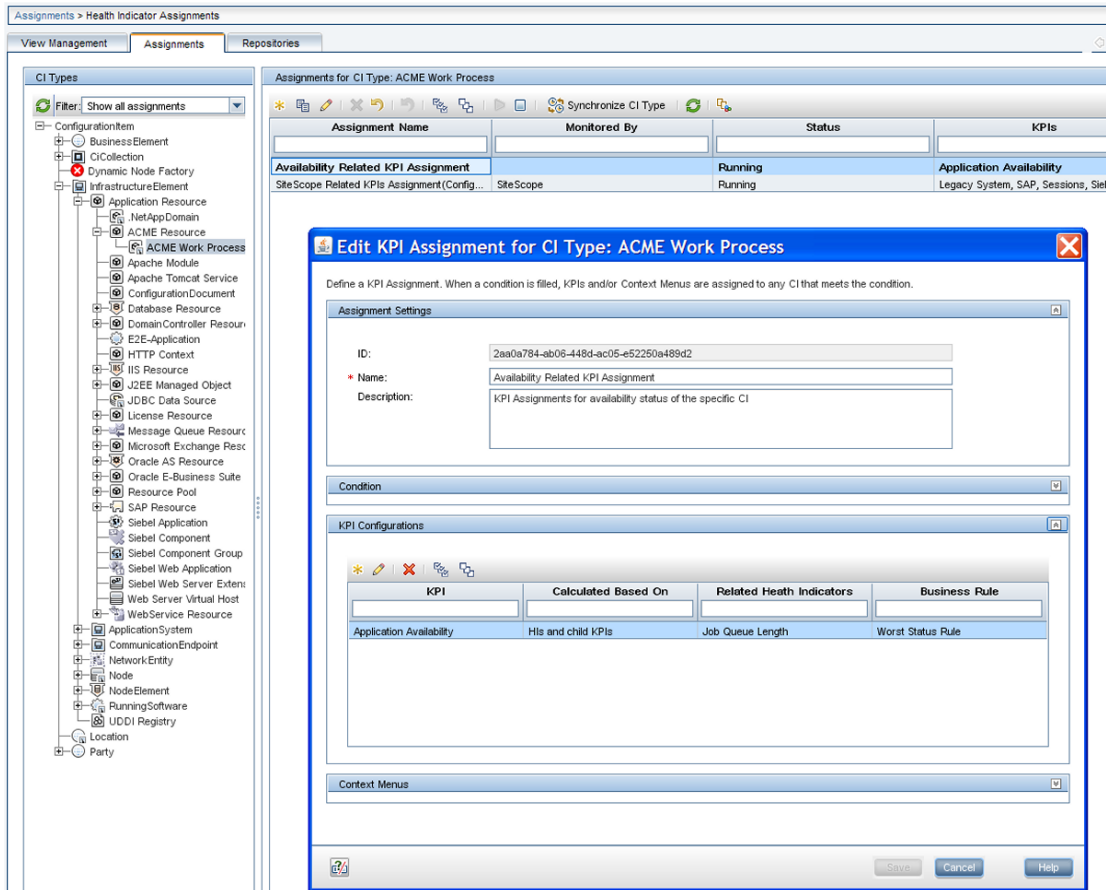 Assignments > Health Indicator Assignments
View Management
Assignments
Repositories
CI Types
Filter: Show all assignments
ConfigurationItem
BusinessElement
CiCollection
Dynamic Node Factory
InfrastructureElement
Application Resource
.NetAppDomain
ACME Resource
ACME Work Process
Apache Module
Apache Tomcat Service
ConfigurationDocument
Database Resource
DomainController Resour
E2E-Application
HTTP Context
IIS Resource
J2EE Managed Object
JDBC Data Source
License Resource
Message Queue Resourc
Microsoft Exchange Resc
Oracle AS Resource
Oracle E-Business Suite
Resource Pool
SAP Resource
Siebel Application
Siebel Component
Siebel Component Group
Siebel Web Application
Siebel Web Server Extens
Web Server Virtual Host
WebService Resource
ApplicationSystem
CommunicationEndpoint
NetworkEntity
Node
NodeElement
RunningSoftware
UDDI Registry
Location
Party
Assignments for CI Type: ACME Work Process
Synchronize CI Type
Assignment Name Monitored By Status KPIs
Availability Related KPI Assignment Running Application Availability
SiteScope Related KPIs Assignment(Config... SiteScope Running Legacy System, SAP, Sessions, Sie
Edit KPI Assignment for CI Type: ACME Work Process
Define a KPI Assignment. When a condition is filled, KPIs and/or Context Menus are assigned to any CI that meets the condition.
Assignment Settings
ID: 2aa0a784-ab06-448d-ac05-e52250a489d2
* Name: Availability Related KPI Assignment
Description: KPI Assignments for availability status of the specific CI
Condition
KPI Configurations
KPI Calculated Based On Related Heath Indicators Business Rule
Application Availability HIs and child KPIs Job Queue Length Worst Status Rule
Context Menus
Save Cancel Help